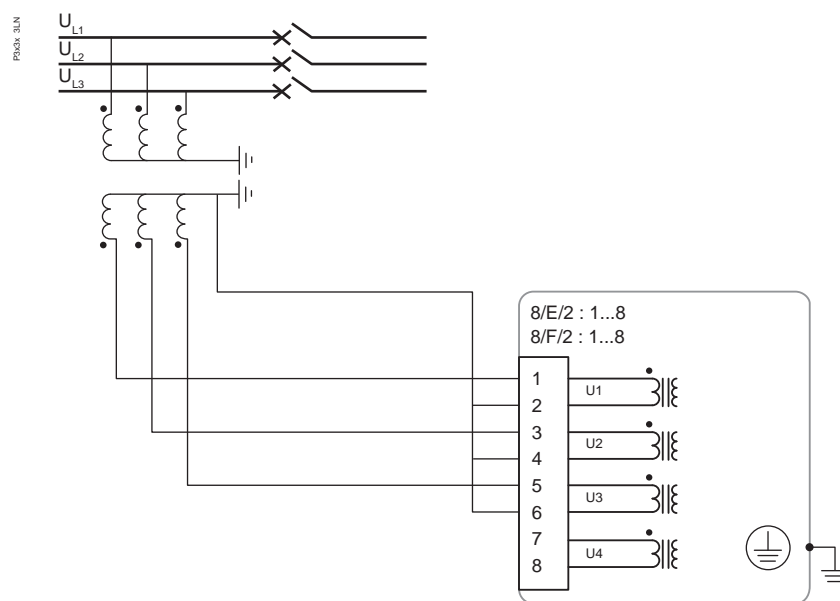 P3x3x 3LN
UL1
UL2
UL3
8/E/2 : 1...8
8/F/2 : 1...8
1
U1
2
3
U2
4
5
U3
6
7
U4
8